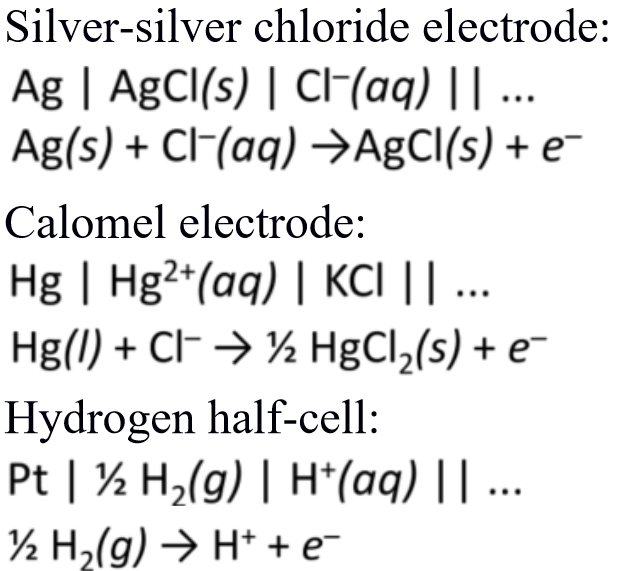 Silver-silver chloride electrode:
Ag | AgCl(s) | Cl⁻(aq) || ...
Ag(s) + Cl⁻(aq) →AgCl(s) + e⁻
Calomel electrode:
Hg | Hg²⁺(aq) | KCl || ...
Hg(l) + Cl⁻ → ½ HgCl₂(s) + e⁻
Hydrogen half-cell:
Pt | ½ H₂(g) | H⁺(aq) || ...
½ H₂(g) → H⁺ + e⁻